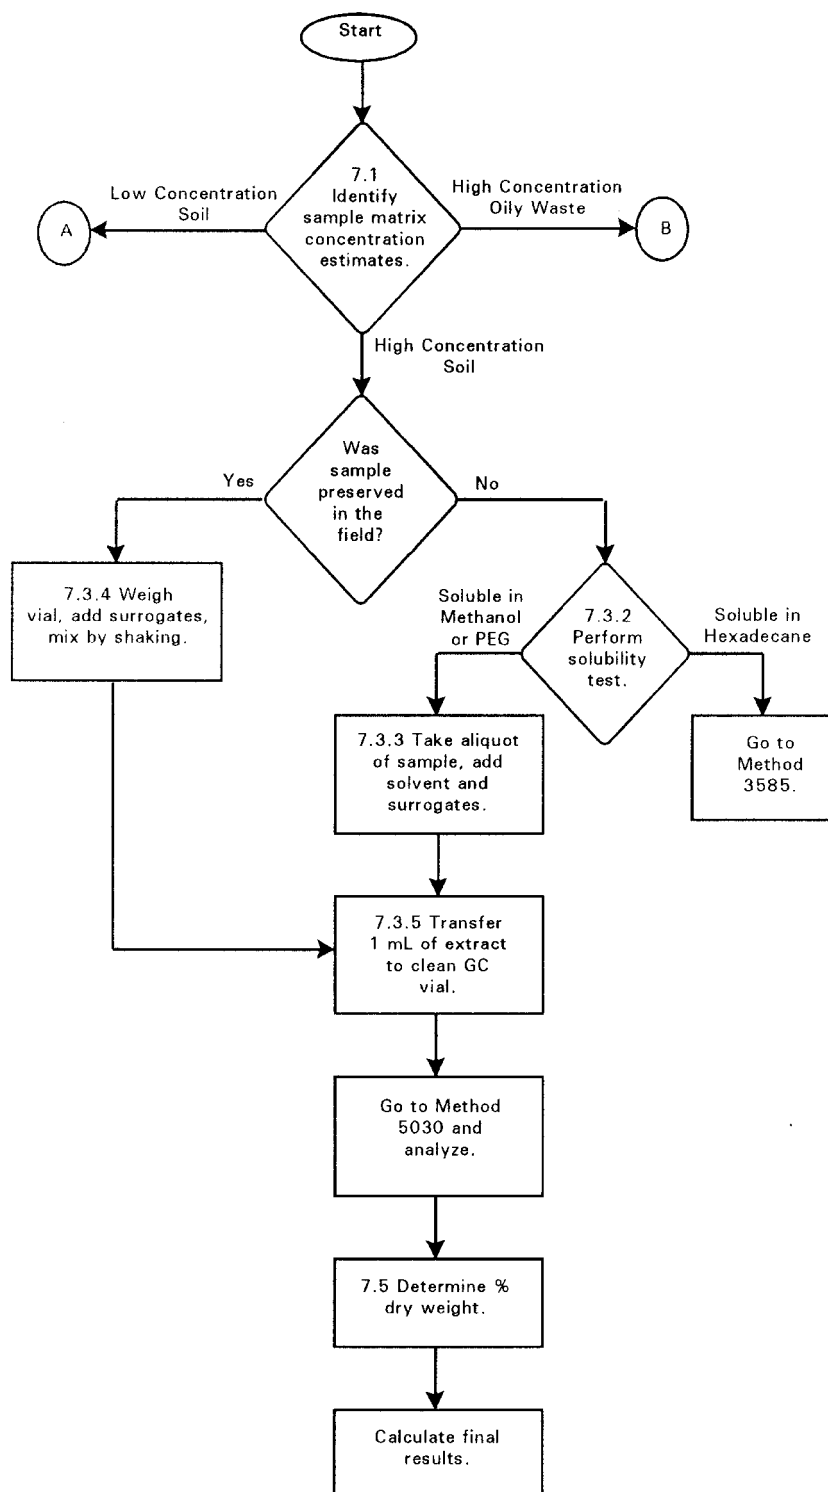 Start
7.1
Identify
sample matrix
concentration
estimates.
Low Concentration
Soil
A
High Concentration
Oily Waste
B
High Concentration
Soil
Was
sample
preserved
in the
field?
Yes
No
7.3.4 Weigh
vial, add surrogates,
mix by shaking.
Soluble in
Methanol
or PEG
7.3.2
Perform
solubility
test.
Soluble in
Hexadecane
7.3.3 Take aliquot
of sample, add
solvent and
surrogates.
Go to
Method
3585.
7.3.5 Transfer
1 mL of extract
to clean GC
vial.
Go to Method
5030 and
analyze.
7.5 Determine %
dry weight.
Calculate final
results.